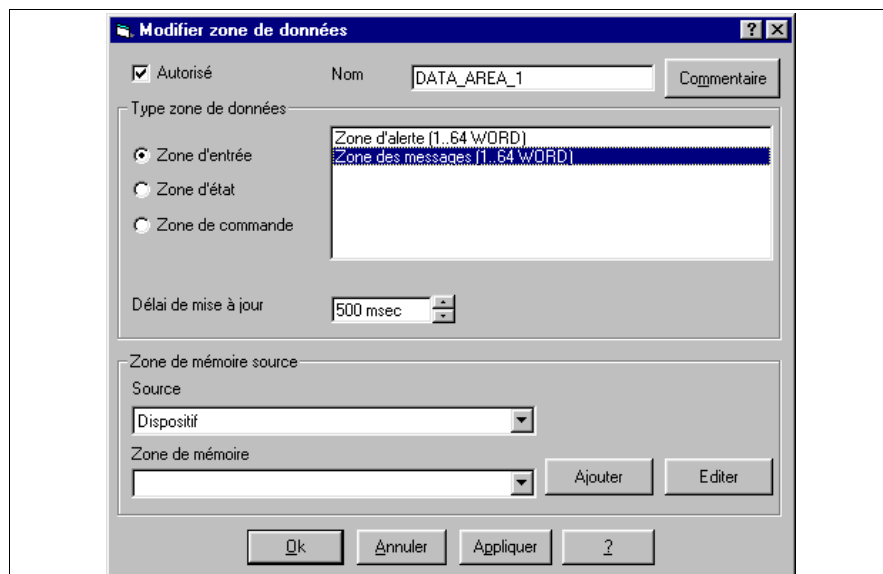 Modifier zone de données
Autorisé
Nom
DATA_AREA_1
Commentaire
Type zone de données
Zone d'entrée
Zone d'état
Zone de commande
Zone d'alerte (1..64 WORD)
Zone des messages (1..64 WORD)
Délai de mise à jour
500 msec
Zone de mémoire source
Source
Dispositif
Zone de mémoire
Ajouter
Editer
Ok
Annuler
Appliquer
?